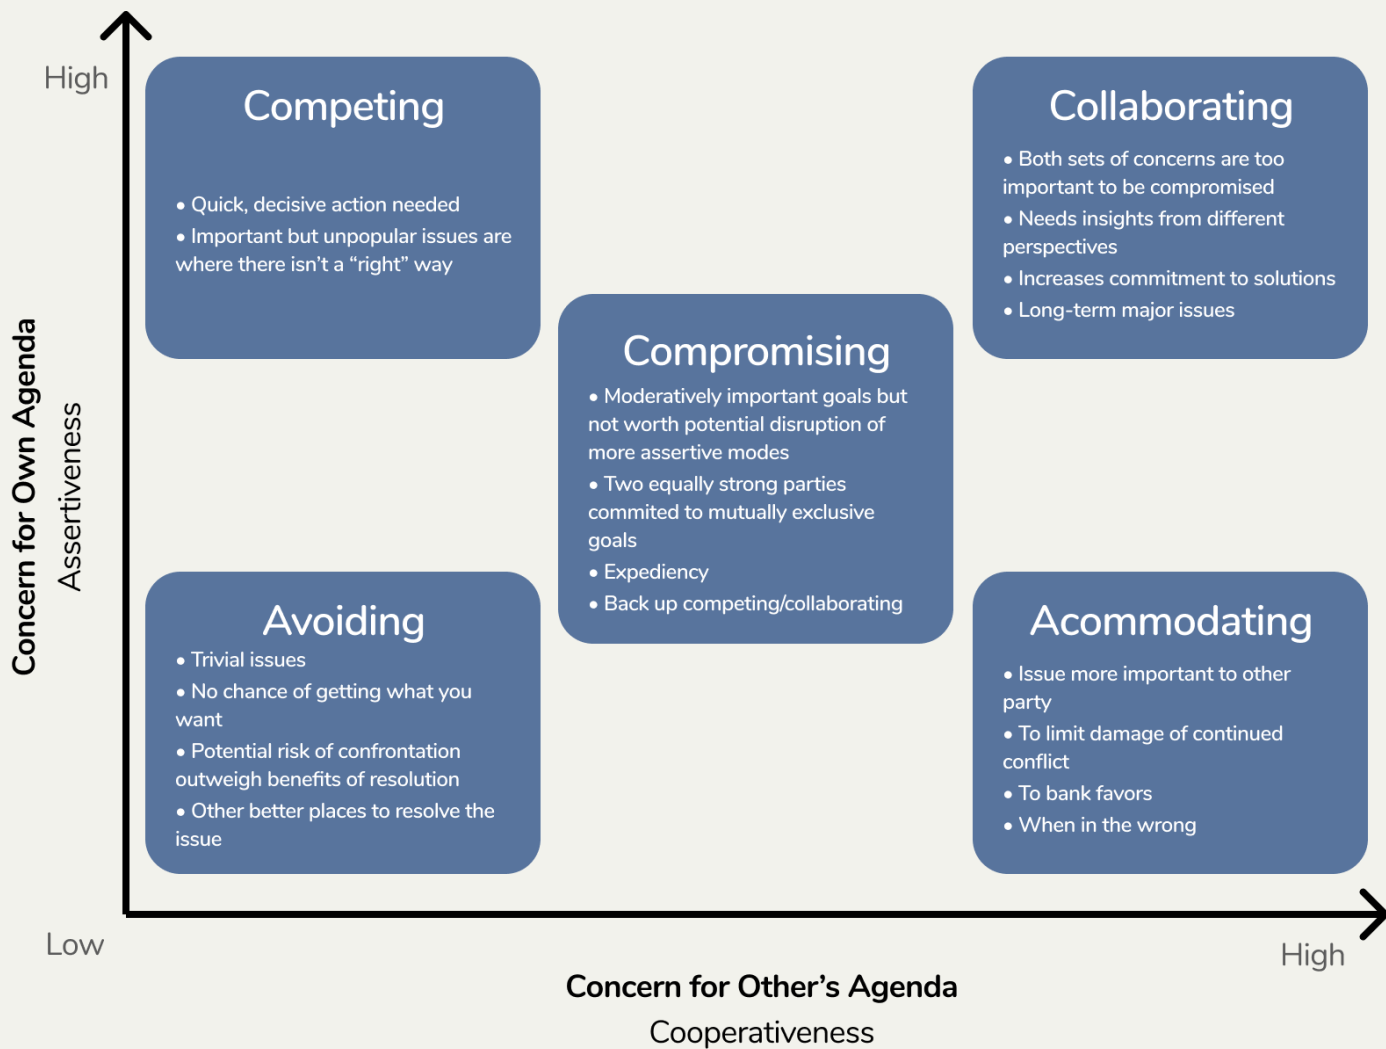 High
Competing
• Quick, decisive action needed
• Important but unpopular issues are
where there isn’t a “right” way
Collaborating
• Both sets of concerns are too
important to be compromised
• Needs insights from different
perspectives
• Increases commitment to solutions
• Long-term major issues
Compromising
• Moderatively important goals but
not worth potential disruption of
more assertive modes
• Two equally strong parties
commited to mutually exclusive
goals
• Expediency
• Back up competing/collaborating
Concern for Own Agenda
Assertiveness
Avoiding
• Trivial issues
• No chance of getting what you
want
• Potential risk of confrontation
outweigh benefits of resolution
• Other better places to resolve the
issue
Acommodating
• Issue more important to other
party
• To limit damage of continued
conflict
• To bank favors
• When in the wrong
Low
High
Concern for Other’s Agenda
Cooperativeness